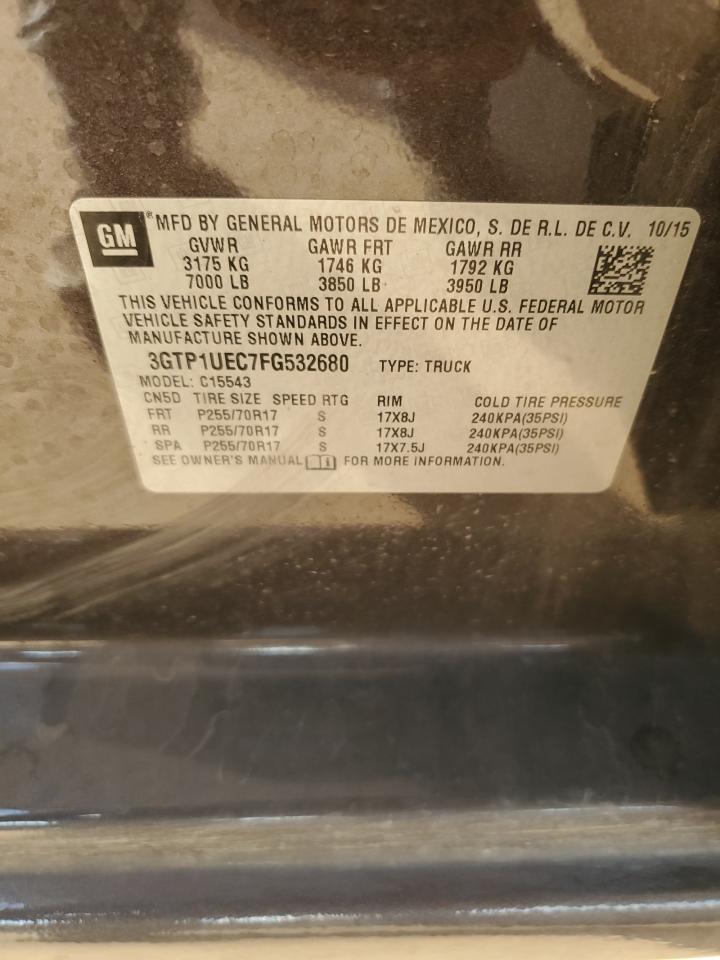 GM ® MFD BY GENERAL MOTORS DE MEXICO, S. DE R.L. DE C.V. 10/15
GVWR GAWR FRT GAWR RR
3175 KG 1746 KG 1792 KG
7000 LB 3850 LB 3950 LB
THIS VEHICLE CONFORMS TO ALL APPLICABLE U.S. FEDERAL MOTOR
VEHICLE SAFETY STANDARDS IN EFFECT ON THE DATE OF
MANUFACTURE SHOWN ABOVE.
3GTP1UEC7FG532680 TYPE: TRUCK
MODEL: C15543
CN5D TIRE SIZE SPEED RTG RIM COLD TIRE PRESSURE
FRT P255/70R17 S 17X8J 240KPA(35PSI)
RR P255/70R17 S 17X8J 240KPA(35PSI)
SPA P255/70R17 S 17X7.5J 240KPA(35PSI)
SEE OWNER'S MANUAL FOR MORE INFORMATION.